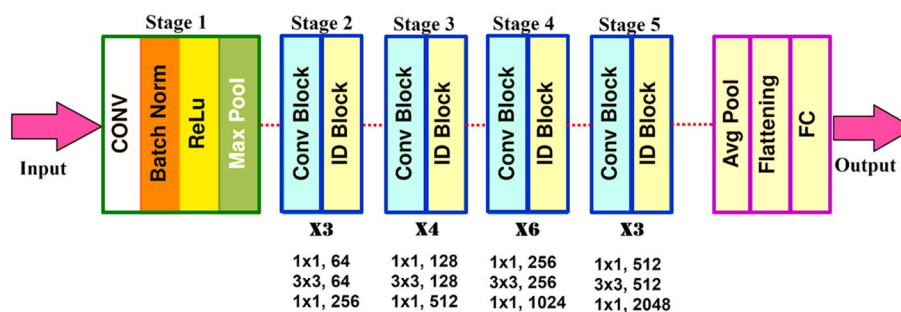 Stage 1
Stage 2
Stage 3
Stage 4
Stage 5
Input
CONV
Batch Norm
ReLu
Max Pool
Conv Block
ID Block
Conv Block
ID Block
Conv Block
ID Block
Conv Block
ID Block
Avg Pool
Flattening
FC
Output
X3
X4
X6
X3
1x1, 64
3x3, 64
1x1, 256
1x1, 128
3x3, 128
1x1, 512
1x1, 256
3x3, 256
1x1, 1024
1x1, 512
3x3, 512
1x1, 2048